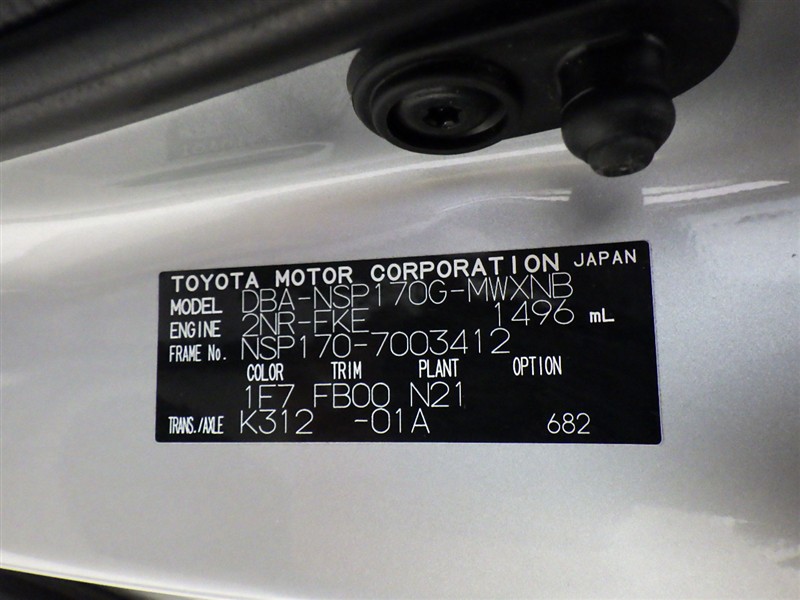 TOYOTA MOTOR CORPORATION JAPAN
MODEL DBA-NSP170G-MWXNB
ENGINE 2NR-FKE 1496 mL
FRAME No. NSP170-7003412
COLOR TRIM PLANT OPTION
1F7 FB00 N21
TRANS./AXLE K312 -01A 682